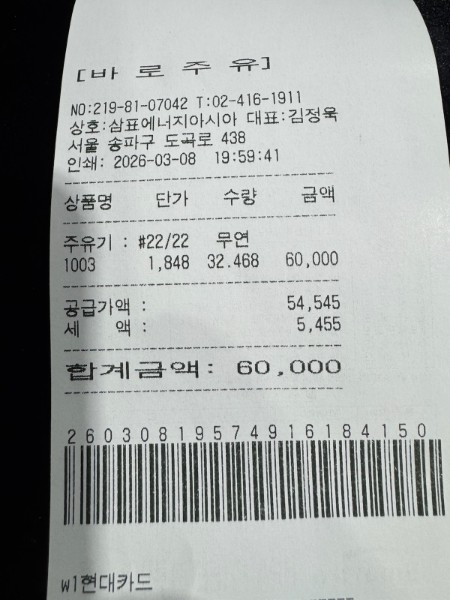 [바 로 주 유]
NO:219-81-07042 T:02-416-1911
상호:삼표에너지아시아 대표:김정욱
서울 송파구 도곡로 438
인쇄: 2026-03-08 19:59:41
상품명 단가 수량 금액
주유기 : #22/22 무연
1003 1,848 32.468 60,000
공급가액 : 54,545
세 액 : 5,455
합계금액: 60,000
260308195749161841 50
w1현대카드